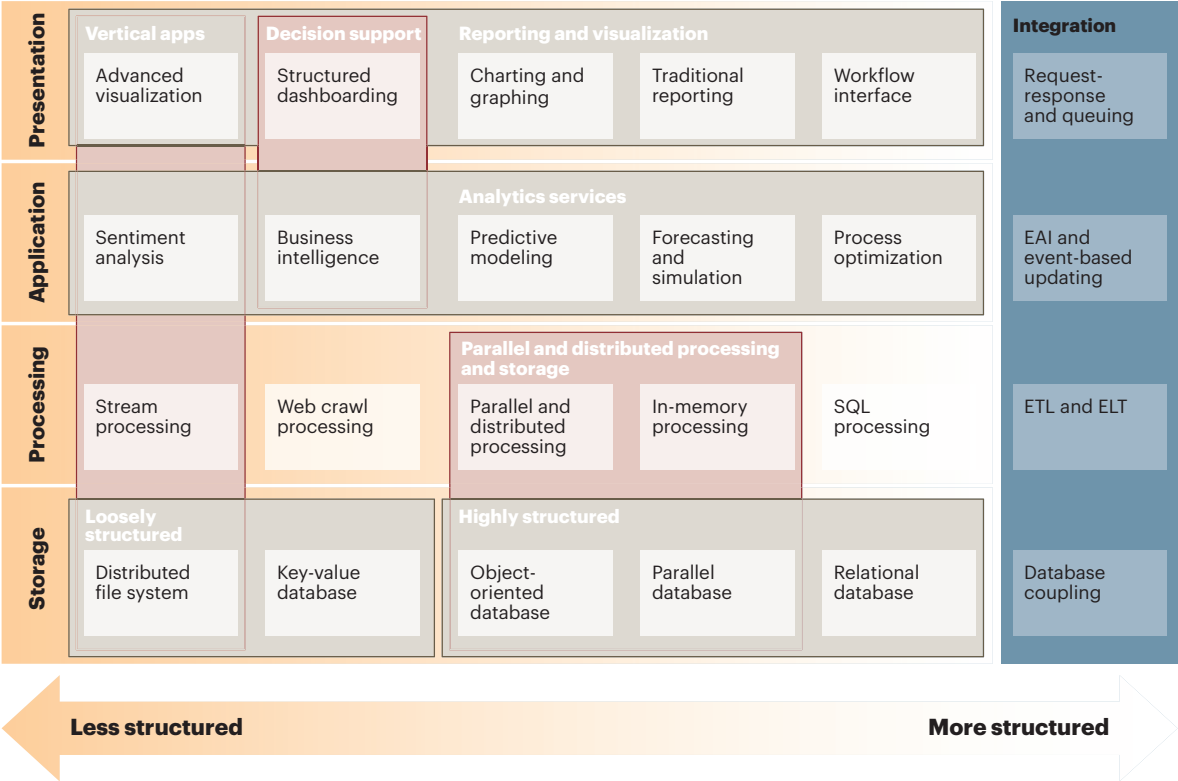 Presentation
Vertical apps
Decision support
Reporting and visualization
Integration
Advanced
visualization
Structured
dashboarding
Charting and
graphing
Traditional
reporting
Workflow
interface
Request-
response
and queuing
Application
Analytics services
Sentiment
analysis
Business
intelligence
Predictive
modeling
Forecasting
and
simulation
Process
optimization
EAI and
event-based
updating
Processing
Parallel and distributed processing
and storage
Stream
processing
Web crawl
processing
Parallel and
distributed
processing
In-memory
processing
SQL
processing
ETL and ELT
Storage
Loosely
structured
Highly structured
Distributed
file system
Key-value
database
Object-
oriented
database
Parallel
database
Relational
database
Database
coupling
Less structured
More structured